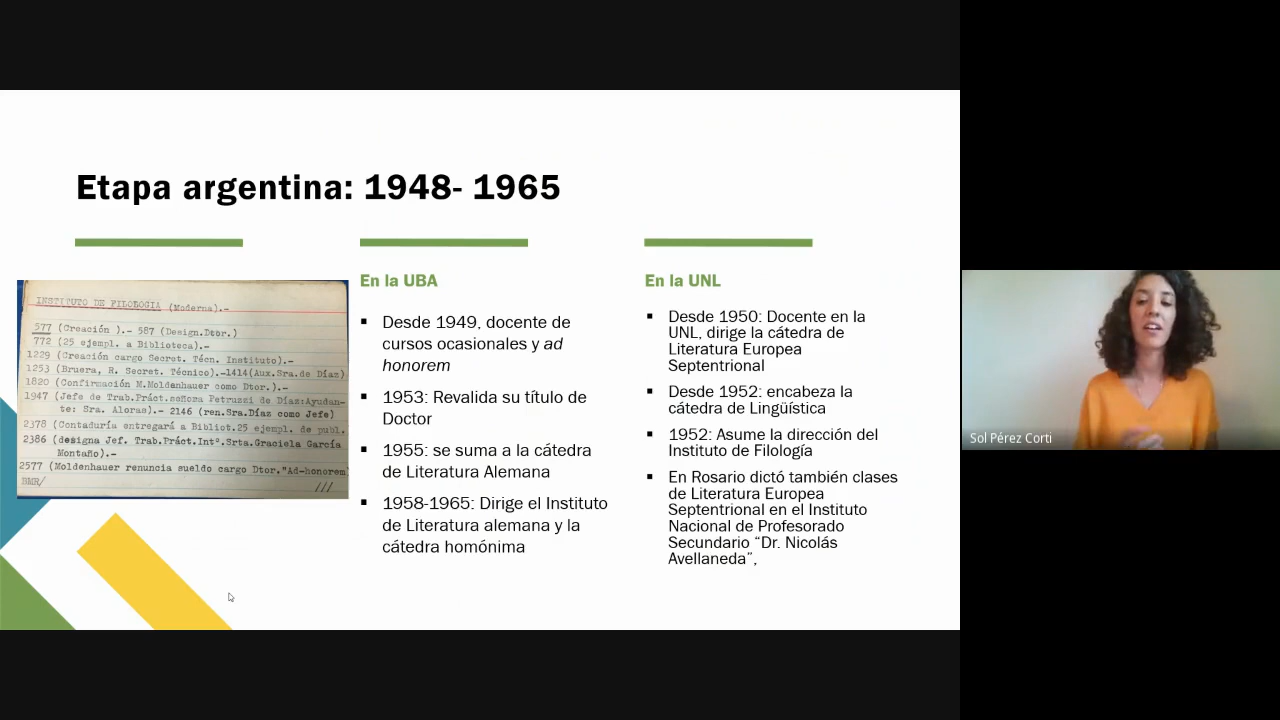 Etapa argentina: 1948- 1965
INSTITUTO DE FILOLOGIA (Moderna).-
577 (Creación ).- 587 (Design.Dtor.)
772 (25 ejempl. a Biblioteca).-
1229 (Creación cargo Secret. Técn. Instituto).-
1253 (Bruera, R. Secret. Técnico).-1414(Aux.Sra.de Díaz)
1820 (Confirmación M.Moldenhauer como Dtor.).-
1947 (Jefe de Trab.Práct.señora Petruzzi de Díaz:Ayudan-
te: Sra. Aloras).- 2146 (ren.Sra.Díaz como Jefe)
2378 (Contaduría entregará a Bibliot.25 ejempl. de publ.
2386 (designa Jef. Trab.Práct.Intº.Srta.Graciela García
Montaño).-
2577 (Moldenhauer renuncia sueldo cargo Dtor."Ad-honorem
BMR/ ///
En la UBA
▪ Desde 1949, docente de
cursos ocasionales y ad
honorem
▪ 1953: Revalida su título de
Doctor
▪ 1955: se suma a la cátedra
de Literatura Alemana
▪ 1958-1965: Dirige el Instituto
de Literatura alemana y la
cátedra homónima
En la UNL
▪ Desde 1950: Docente en la
UNL, dirige la cátedra de
Literatura Europea
Septentrional
▪ Desde 1952: encabeza la
cátedra de Lingüística
▪ 1952: Asume la dirección del
Instituto de Filología
▪ En Rosario dictó también clases
de Literatura Europea
Septentrional en el Instituto
Nacional de Profesorado
Secundario “Dr. Nicolás
Avellaneda”,
Sol Pérez Corti